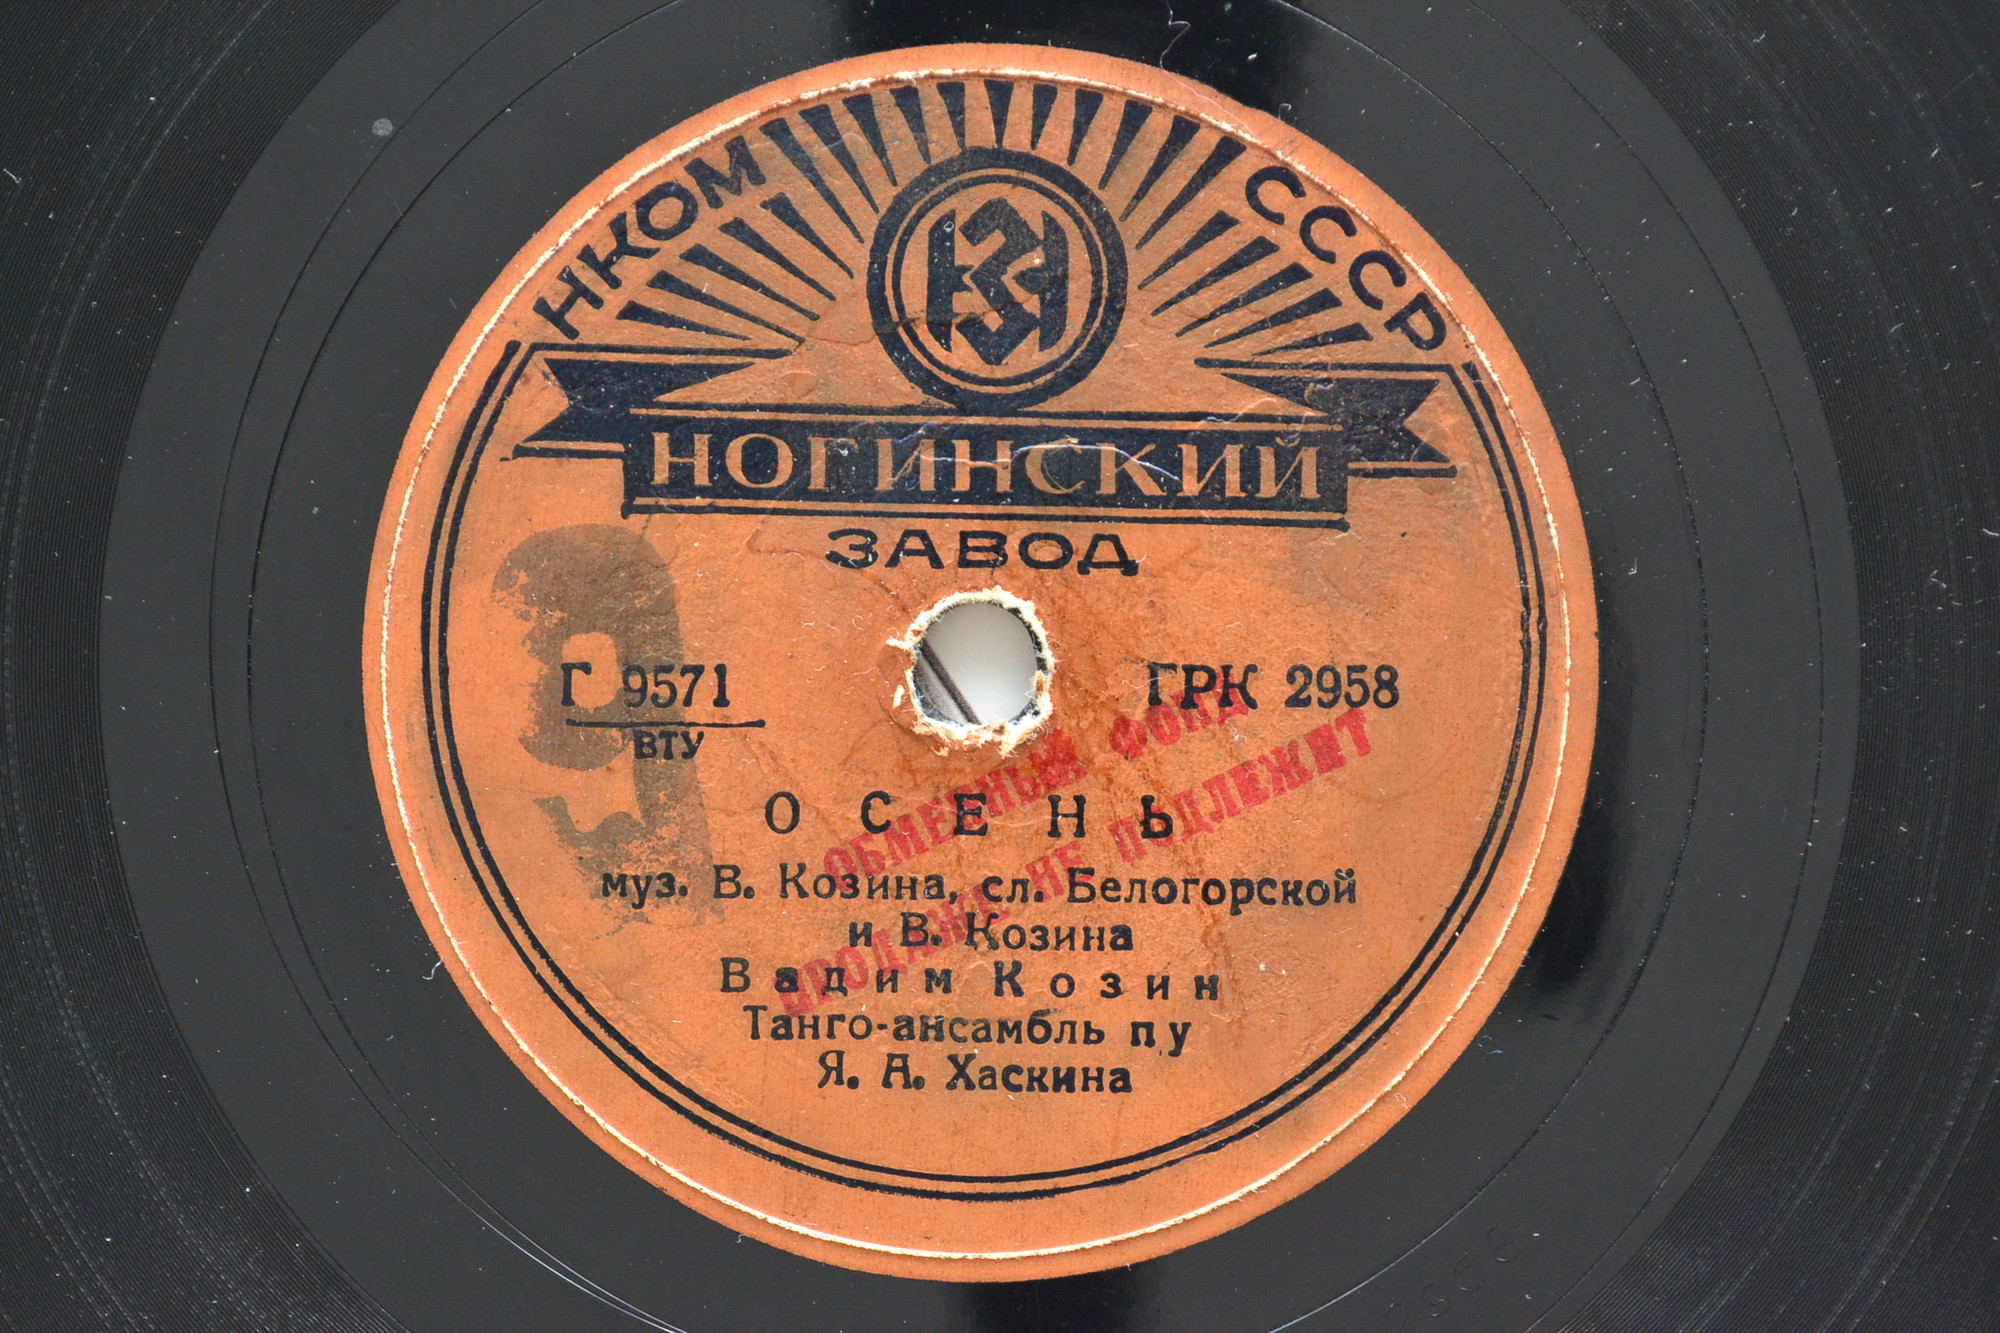 НКОМ СССР
НОГИНСКИЙ
ЗАВОД
Г 9571
ВТУ
ГРК 2958
ОБМЕННЫЙ ФОНД
ПРОДАЖЕ НЕ ПОДЛЕЖИТ
ОСЕНЬ
муз. В. Козина, сл. Белогорской
и В. Козина
Вадим Козин
Танго-ансамбль п у
Я. А. Хаскина